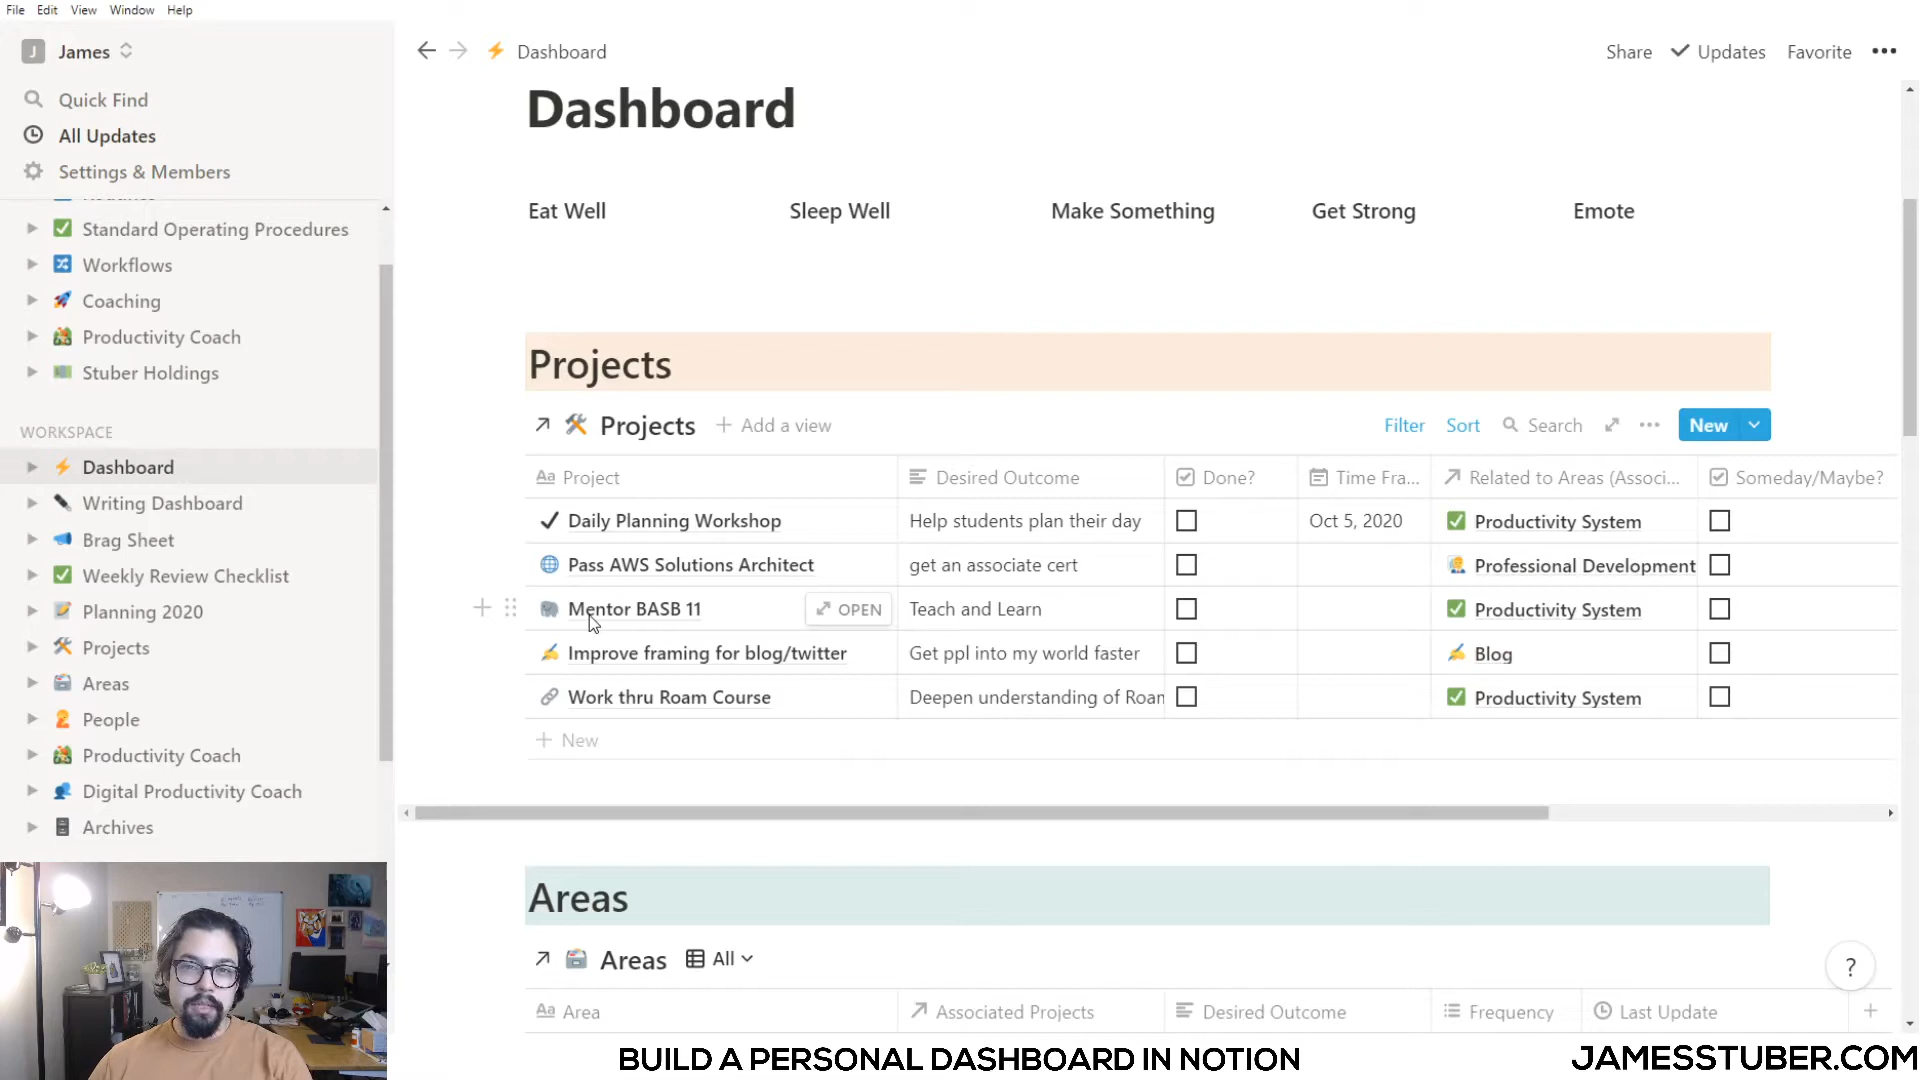 File Edit View Window Help
J James
Quick Find
All Updates
Settings & Members
Standard Operating Procedures
Workflows
Coaching
Productivity Coach
Stuber Holdings
WORKSPACE
Dashboard
Writing Dashboard
Brag Sheet
Weekly Review Checklist
Planning 2020
Projects
Areas
People
Productivity Coach
Digital Productivity Coach
Archives
Dashboard
Share Updates Favorite
Dashboard
Eat Well Sleep Well Make Something Get Strong Emote
Projects
Projects Add a view Filter Sort Search New
Aa Project Desired Outcome Done? Time Fra... Related to Areas (Associ... Someday/Maybe?
Daily Planning Workshop Help students plan their day Oct 5, 2020 Productivity System
Pass AWS Solutions Architect get an associate cert Professional Development
Mentor BASB 11 OPEN Teach and Learn Productivity System
Improve framing for blog/twitter Get ppl into my world faster Blog
Work thru Roam Course Deepen understanding of Roam Productivity System
New
Areas
Areas All
?
Aa Area Associated Projects Desired Outcome Frequency Last Update
BUILD A PERSONAL DASHBOARD IN NOTION
JAMESSTUBER.COM